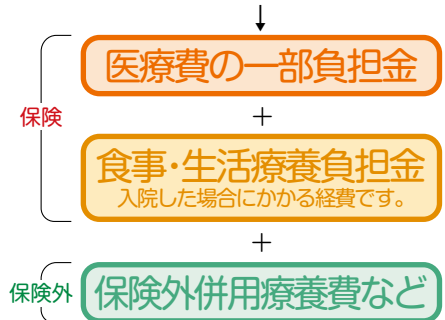 医療費の一部負担金
保険
+
食事・生活療養負担金
入院した場合にかかる経費です。
+
保険外
保険外併用療養費など